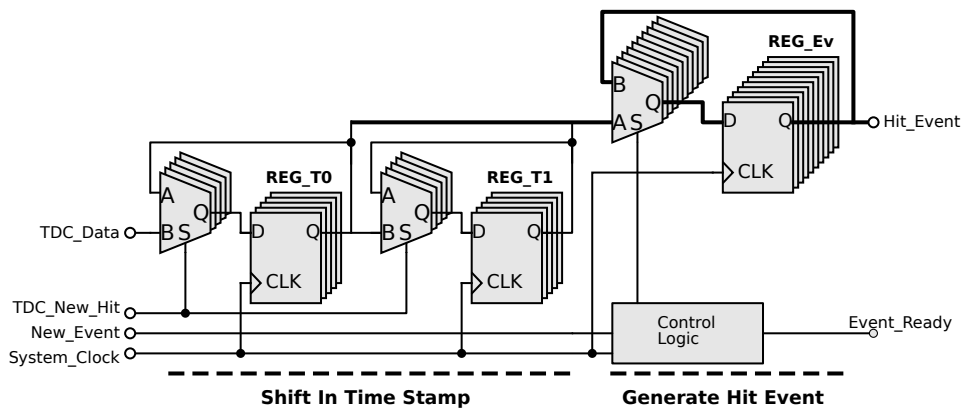 REG_Ev
B
Q
A S
D
Q
CLK
Hit_Event
REG_T0
REG_T1
A
Q
B S
D
Q
CLK
A
Q
B S
D
Q
CLK
TDC_Data
TDC_New_Hit
New_Event
System_Clock
Control
Logic
Event_Ready
Shift In Time Stamp
Generate Hit Event